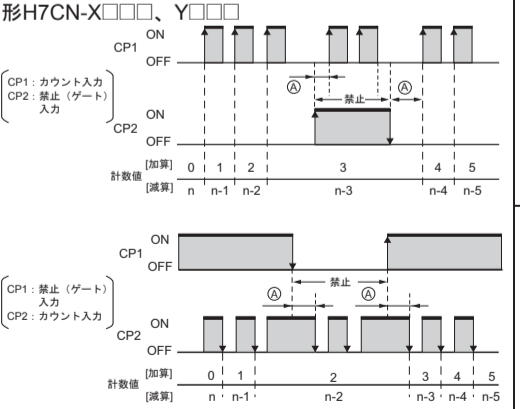 形H7CN-X□□□、Y□□□
CP1 ON
OFF
CP1：カウント入力
CP2：禁止（ゲート）
入力
Ⓐ 禁止 Ⓐ
CP2 ON
OFF
計数値
[加算] 0 1 2 3 4 5
[減算] n n-1 n-2 n-3 n-4 n-5
CP1 ON
OFF
CP1：禁止（ゲート）
入力
CP2：カウント入力
禁止
Ⓐ Ⓐ
CP2 ON
OFF
計数値
[加算] 0 1 2 3 4 5
[減算] n n-1 n-2 n-3 n-4 n-5